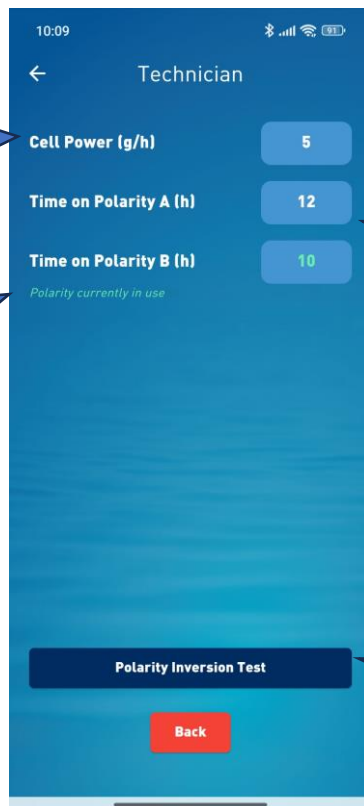 10:09
91
Technician
Cell Power (g/h)
5
Time on Polarity A (h)
12
Time on Polarity B (h)
10
Polarity currently in use
Polarity Inversion Test
Back